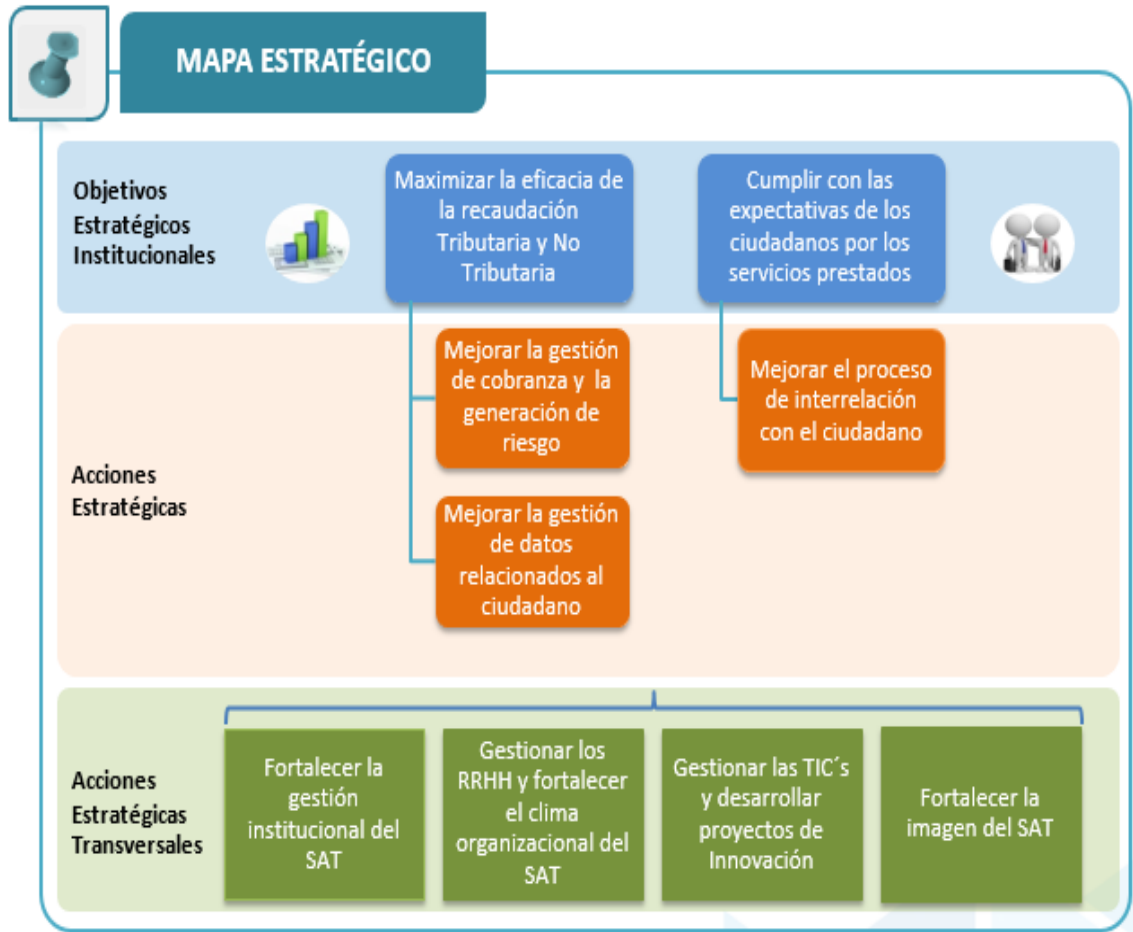 MAPA ESTRATÉGICO
Objetivos
Estratégicos
Institucionales
Maximizar la eficacia de
la recaudación
Tributaria y No
Tributaria
Cumplir con las
expectativas de los
ciudadanos por los
servicios prestados
Acciones
Estratégicas
Mejorar la gestión
de cobranza y la
generación de
riesgo
Mejorar la gestión
de datos
relacionados al
ciudadano
Mejorar el proceso
de interrelación
con el ciudadano
Acciones
Estratégicas
Transversales
Fortalecer la
gestión
institucional del
SAT
Gestionar los
RRHH y fortalecer
el clima
organizacional del
SAT
Gestionar las TIC´s
y desarrollar
proyectos de
Innovación
Fortalecer la
imagen del SAT